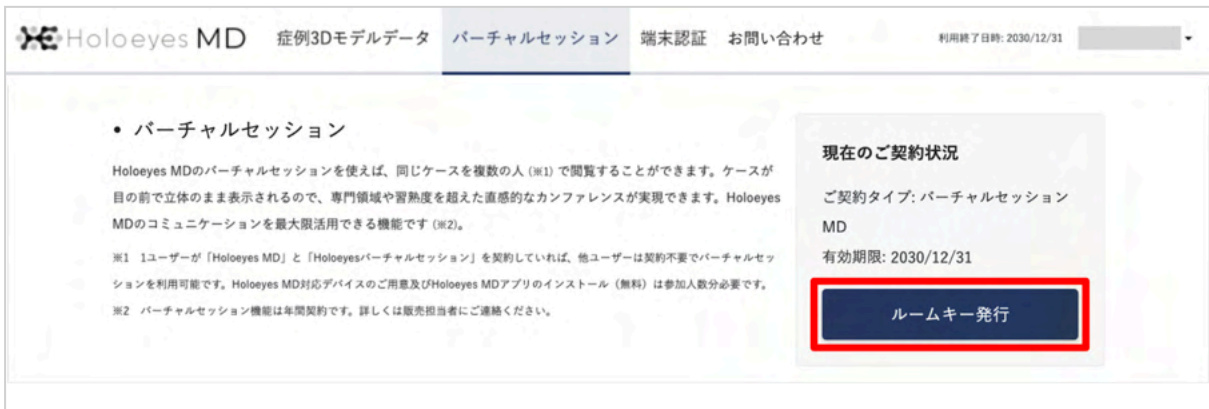 Holoeyes MD 症例3Dモデルデータ バーチャルセッション 端末認証 お問い合わせ 利用終了日時: 2030/12/31
• バーチャルセッション
Holoeyes MDのバーチャルセッションを使えば、同じケースを複数の人 (※1) で閲覧することができます。ケースが
目の前で立体のまま表示されるので、専門領域や習熟度を超えた直感的なカンファレンスが実現できます。Holoeyes
MDのコミュニケーションを最大限活用できる機能です (※2)。
※1 1ユーザーが「Holoeyes MD」と「Holoeyesバーチャルセッション」を契約していれば、他ユーザーは契約不要でバーチャルセッ
ションを利用可能です。Holoeyes MD対応デバイスのご用意及びHoloeyes MDアプリのインストール（無料）は参加人数分必要です。
※2 バーチャルセッション機能は年間契約です。詳しくは販売担当者にご連絡ください。
現在のご契約状況
ご契約タイプ: バーチャルセッション
MD
有効期限: 2030/12/31
ルームキー発行